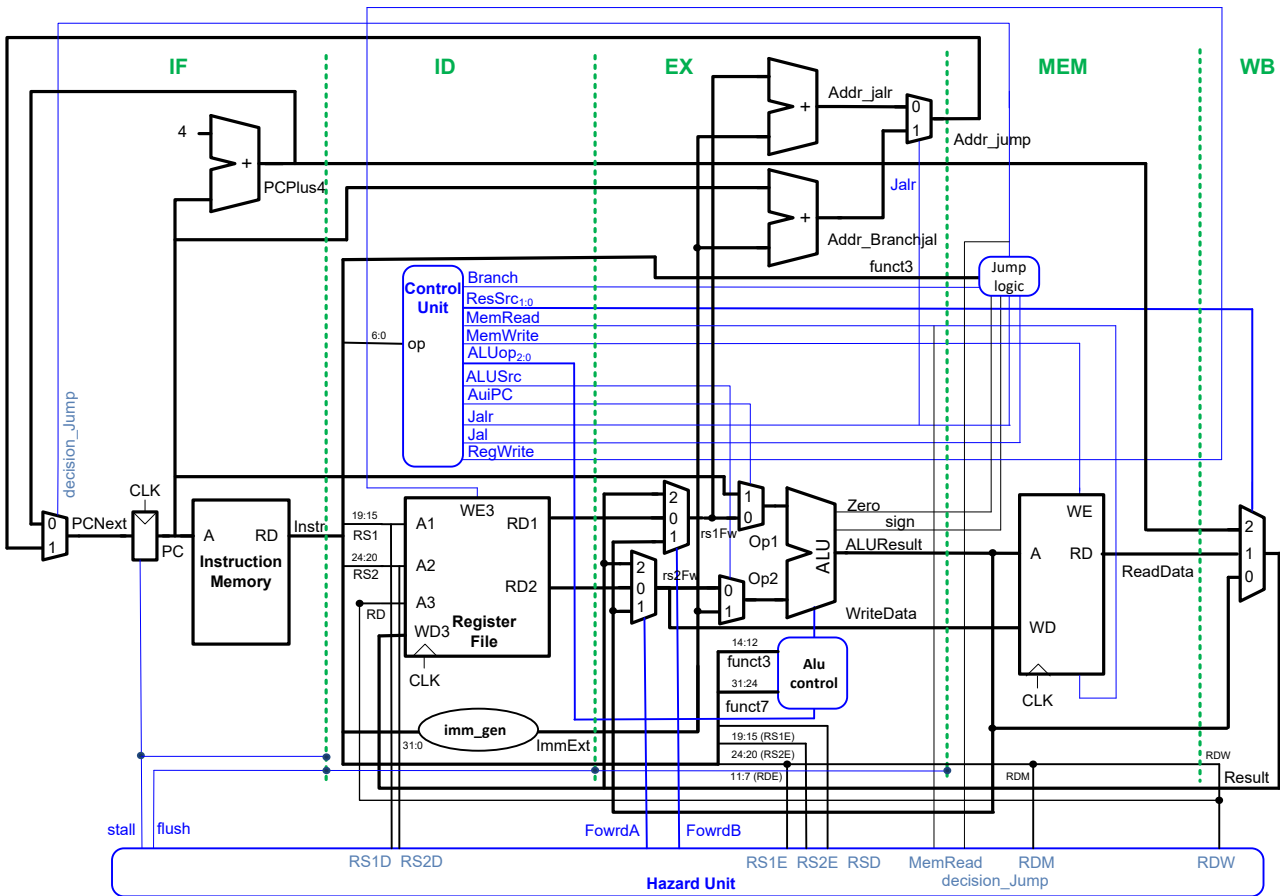 IF
ID
EX
MEM
WB
4
+
PCPlus4
+
Addr_jalr
0
1
Addr_jump
Jalr
+
Addr_Branchjal
funct3
Jump
logic
Control
Unit
6:0
op
Branch
ResSrc1:0
MemRead
MemWrite
ALUop2:0
ALUSrc
AuiPC
Jalr
Jal
RegWrite
decision_Jump
0
1
PCNext
CLK
PC
A
RD
Instruction
Memory
Instr
19:15
RS1
24:20
RS2
RD
A1
A2
A3
WD3
WE3
RD1
RD2
Register
File
CLK
2
0
1
rs1Fw
2
0
1
rs2Fw
1
0
Op1
0
1
Op2
ALU
Zero
sign
ALUResult
WriteData
WE
A
RD
WD
CLK
ReadData
2
1
0
14:12
funct3
31:24
funct7
Alu
control
31:0
imm_gen
ImmExt
19:15 (RS1E)
24:20 (RS2E)
11:7 (RDE)
RDM
RDW
Result
stall
flush
FowrdA
FowrdB
RS1D
RS2D
RS1E
RS2E
RSD
MemRead
decision_Jump
RDM
RDW
Hazard Unit